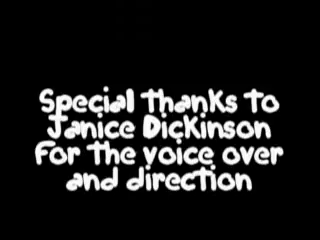 Special thanks to
Janice Dickinson
For the voice over
and direction